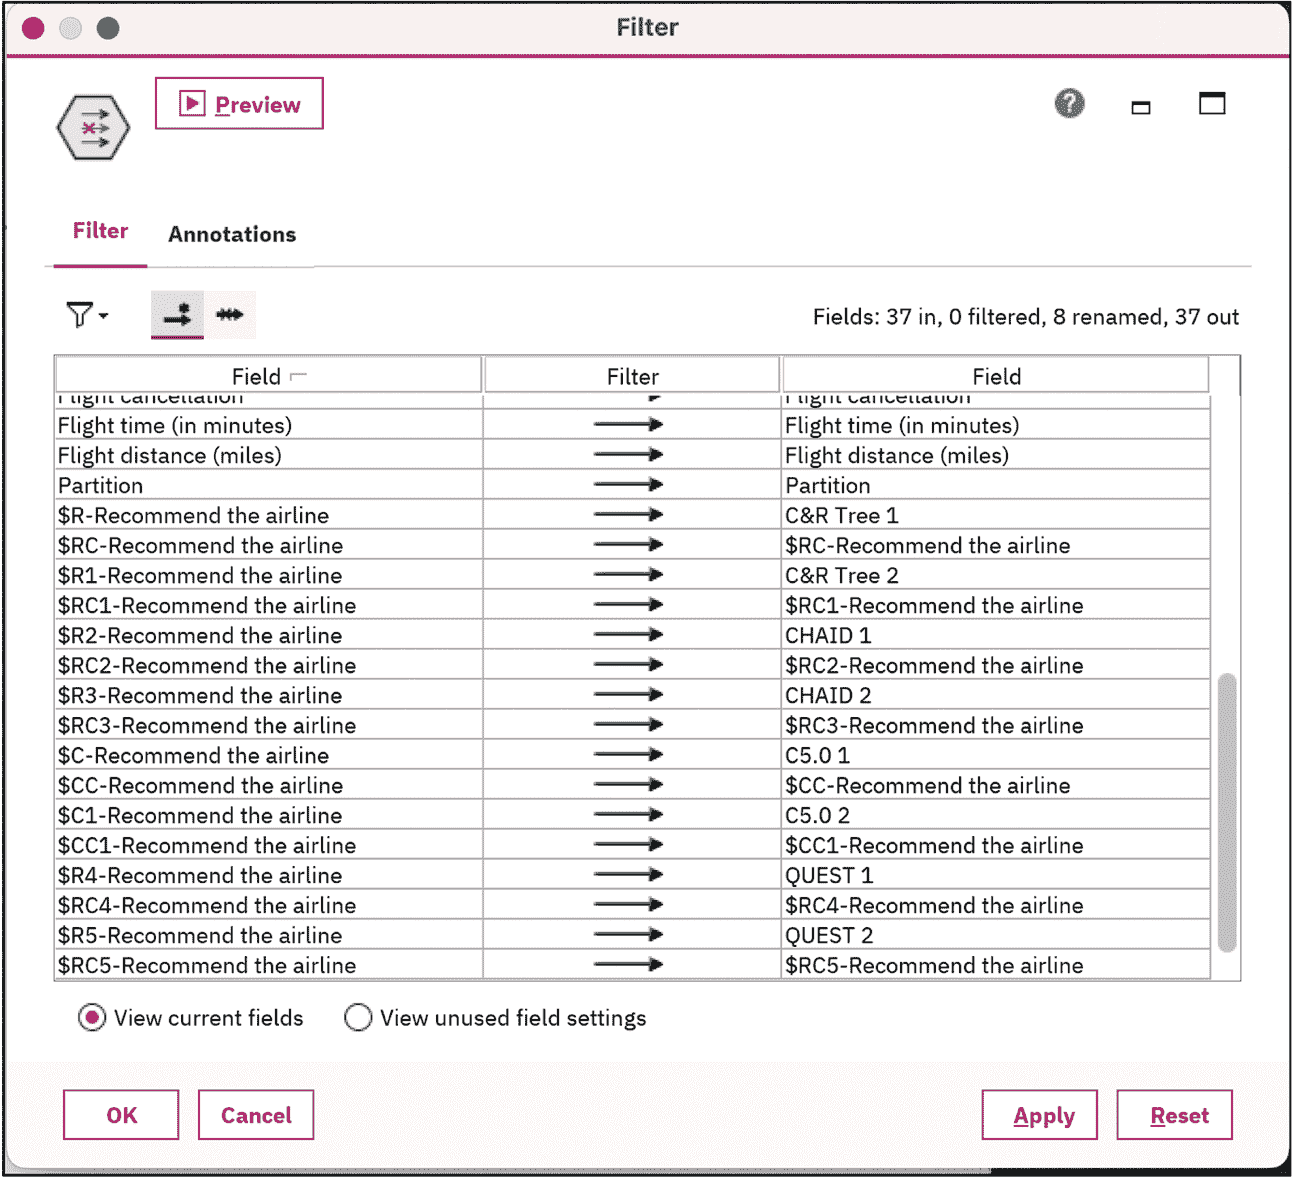 Filter
Preview
?
Filter Annotations
Fields: 37 in, 0 filtered, 8 renamed, 37 out
Field Filter Field
Flight cancellation Flight cancellation
Flight time (in minutes) Flight time (in minutes)
Flight distance (miles) Flight distance (miles)
Partition Partition
$R-Recommend the airline C&R Tree 1
$RC-Recommend the airline $RC-Recommend the airline
$R1-Recommend the airline C&R Tree 2
$RC1-Recommend the airline $RC1-Recommend the airline
$R2-Recommend the airline CHAID 1
$RC2-Recommend the airline $RC2-Recommend the airline
$R3-Recommend the airline CHAID 2
$RC3-Recommend the airline $RC3-Recommend the airline
$C-Recommend the airline C5.0 1
$CC-Recommend the airline $CC-Recommend the airline
$C1-Recommend the airline C5.0 2
$CC1-Recommend the airline $CC1-Recommend the airline
$R4-Recommend the airline QUEST 1
$RC4-Recommend the airline $RC4-Recommend the airline
$R5-Recommend the airline QUEST 2
$RC5-Recommend the airline $RC5-Recommend the airline
View current fields View unused field settings
OK Cancel Apply Reset